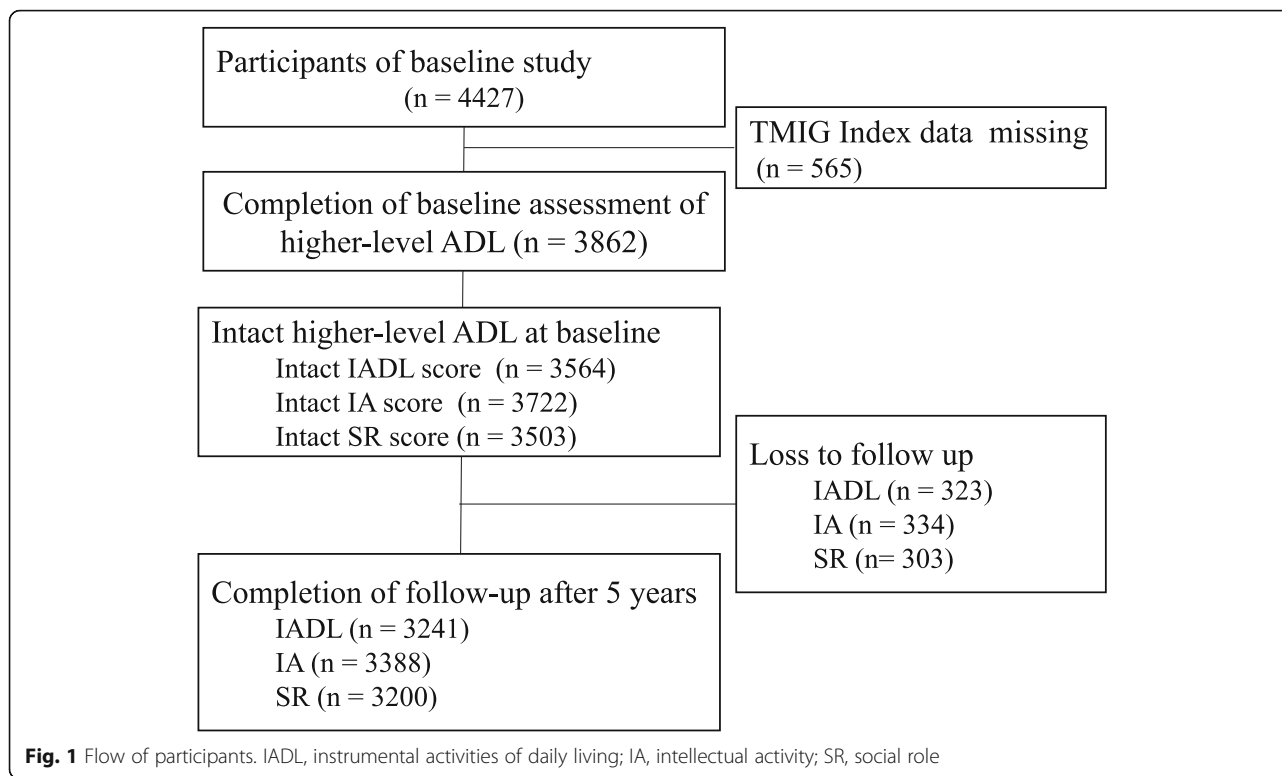 Participants of baseline study
(n = 4427)
TMIG Index data missing
(n = 565)
Completion of baseline assessment of
higher-level ADL (n = 3862)
Intact higher-level ADL at baseline
Intact IADL score (n = 3564)
Intact IA score (n = 3722)
Intact SR score (n = 3503)
Loss to follow up
IADL (n = 323)
IA (n = 334)
SR (n= 303)
Completion of follow-up after 5 years
IADL (n = 3241)
IA (n = 3388)
SR (n = 3200)
Fig. 1 Flow of participants. IADL, instrumental activities of daily living; IA, intellectual activity; SR, social role